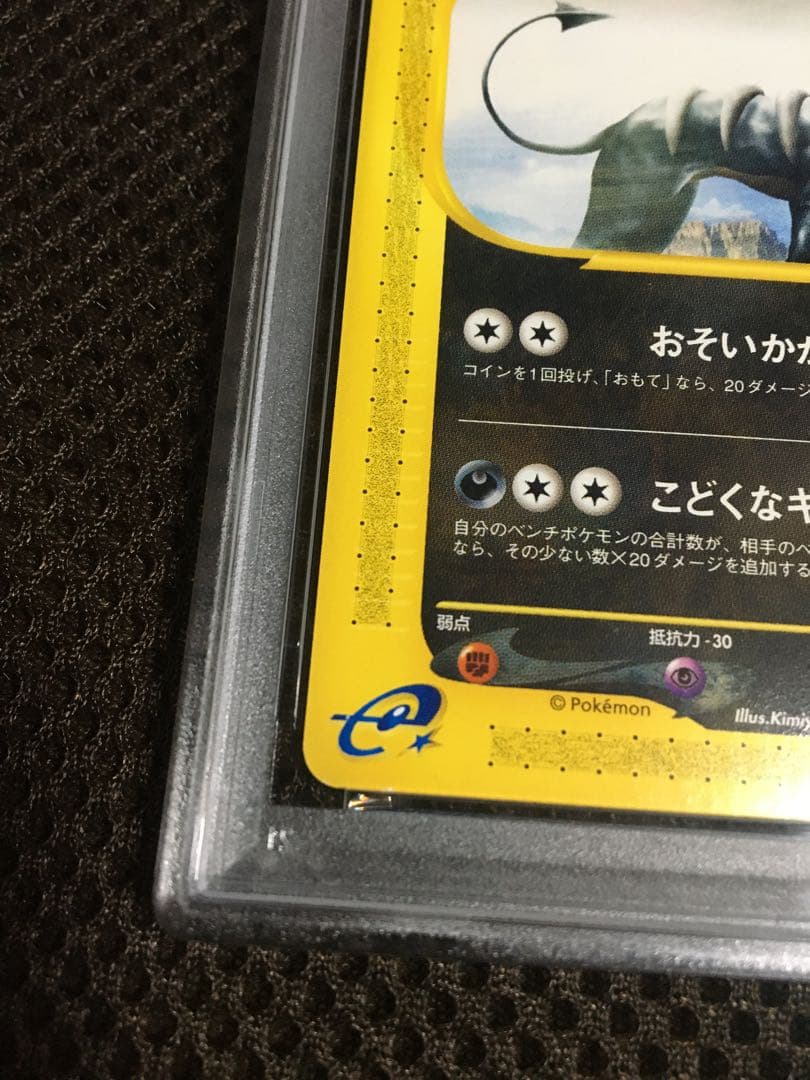 おそいかか
コインを1回投げ、「おもて」なら、20ダメージ
こどくなキ
自分のベンチポケモンの合計数が、相手のベ
なら、その少ない数×20ダメージを追加する
弱点
抵抗力 -30
© Pokémon
Illus.Kimiy
e